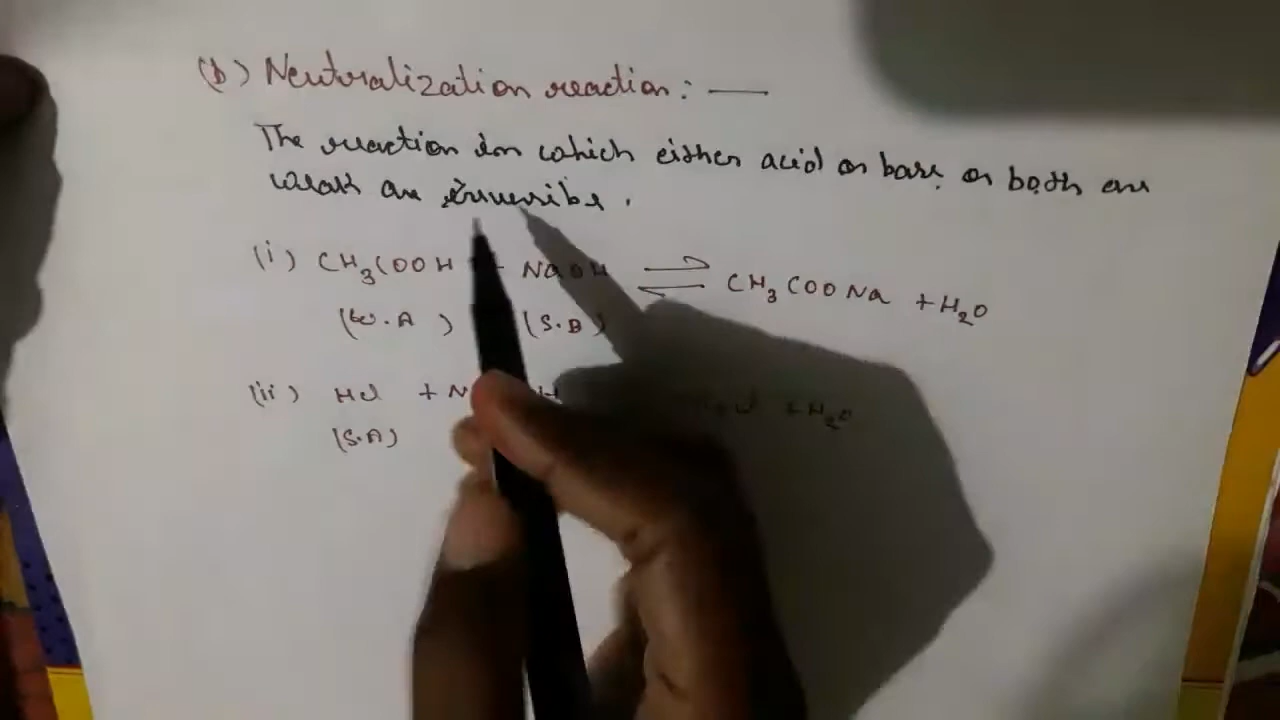 (b) Neutralization reaction : —
The reaction in which either acid or base or both are
weak are
(i) CH₃COOH + NaOH ⇌ CH₃COONa + H₂O
(W.A) (S.B)
(ii) HCl + N + H₂O
(S.A)